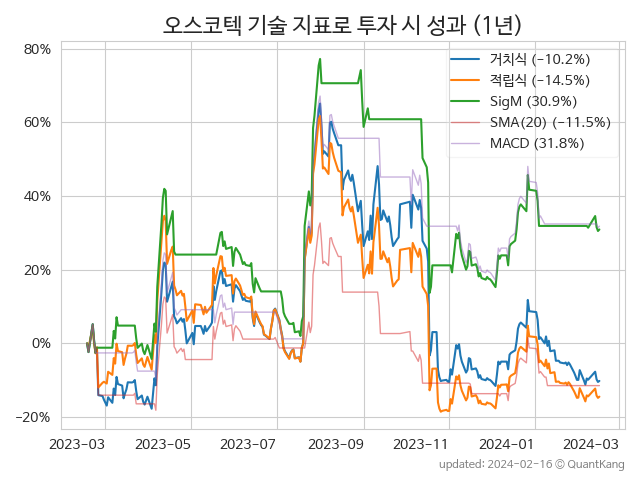 오스코텍 기술 지표로 투자 시 성과 (1년)
거치식 (−10.2%)
적립식 (−14.5%)
SigM (30.9%)
SMA(20) (−11.5%)
MACD (31.8%)
80%
60%
40%
20%
0%
−20%
2023-03 2023-05 2023-07 2023-09 2023-11 2024-01 2024-03
updated: 2024-02-16 © QuantKang